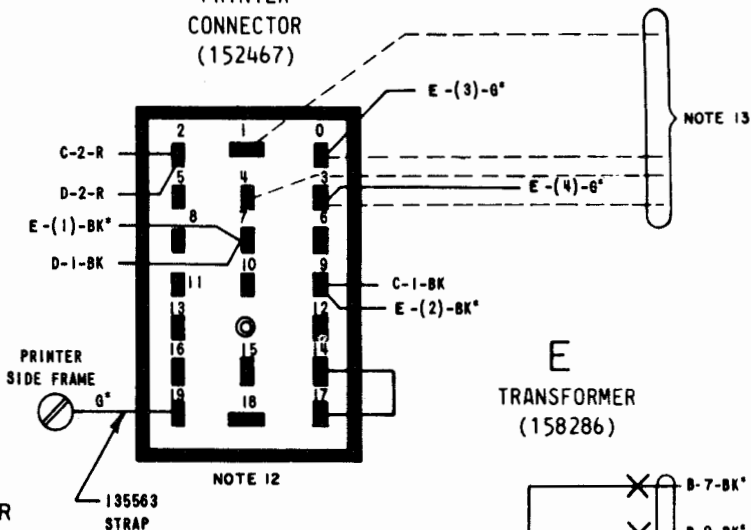 CONNECTOR
(152467)
E -(3)-G*
NOTE 13
2 1 0
C-2-R
D-2-R
5 4 3
E -(4)-G*
E -(1)-BK*
8 7 6
D-1-BK
11 10 9
C-1-BK
E -(2)-BK*
13 12
PRINTER
SIDE FRAME
16 15 14
G*
19 18 17
NOTE 12
135563
STRAP
E
TRANSFORMER
(158286)
B-7-BK*
R